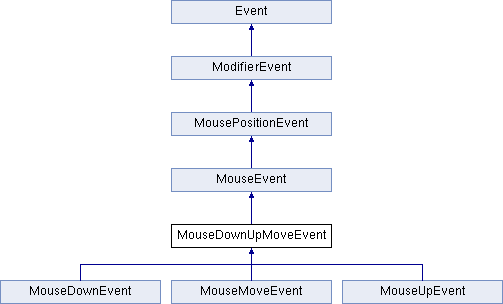 Event
ModifierEvent
MousePositionEvent
MouseEvent
MouseDownUpMoveEvent
MouseDownEvent
MouseMoveEvent
MouseUpEvent